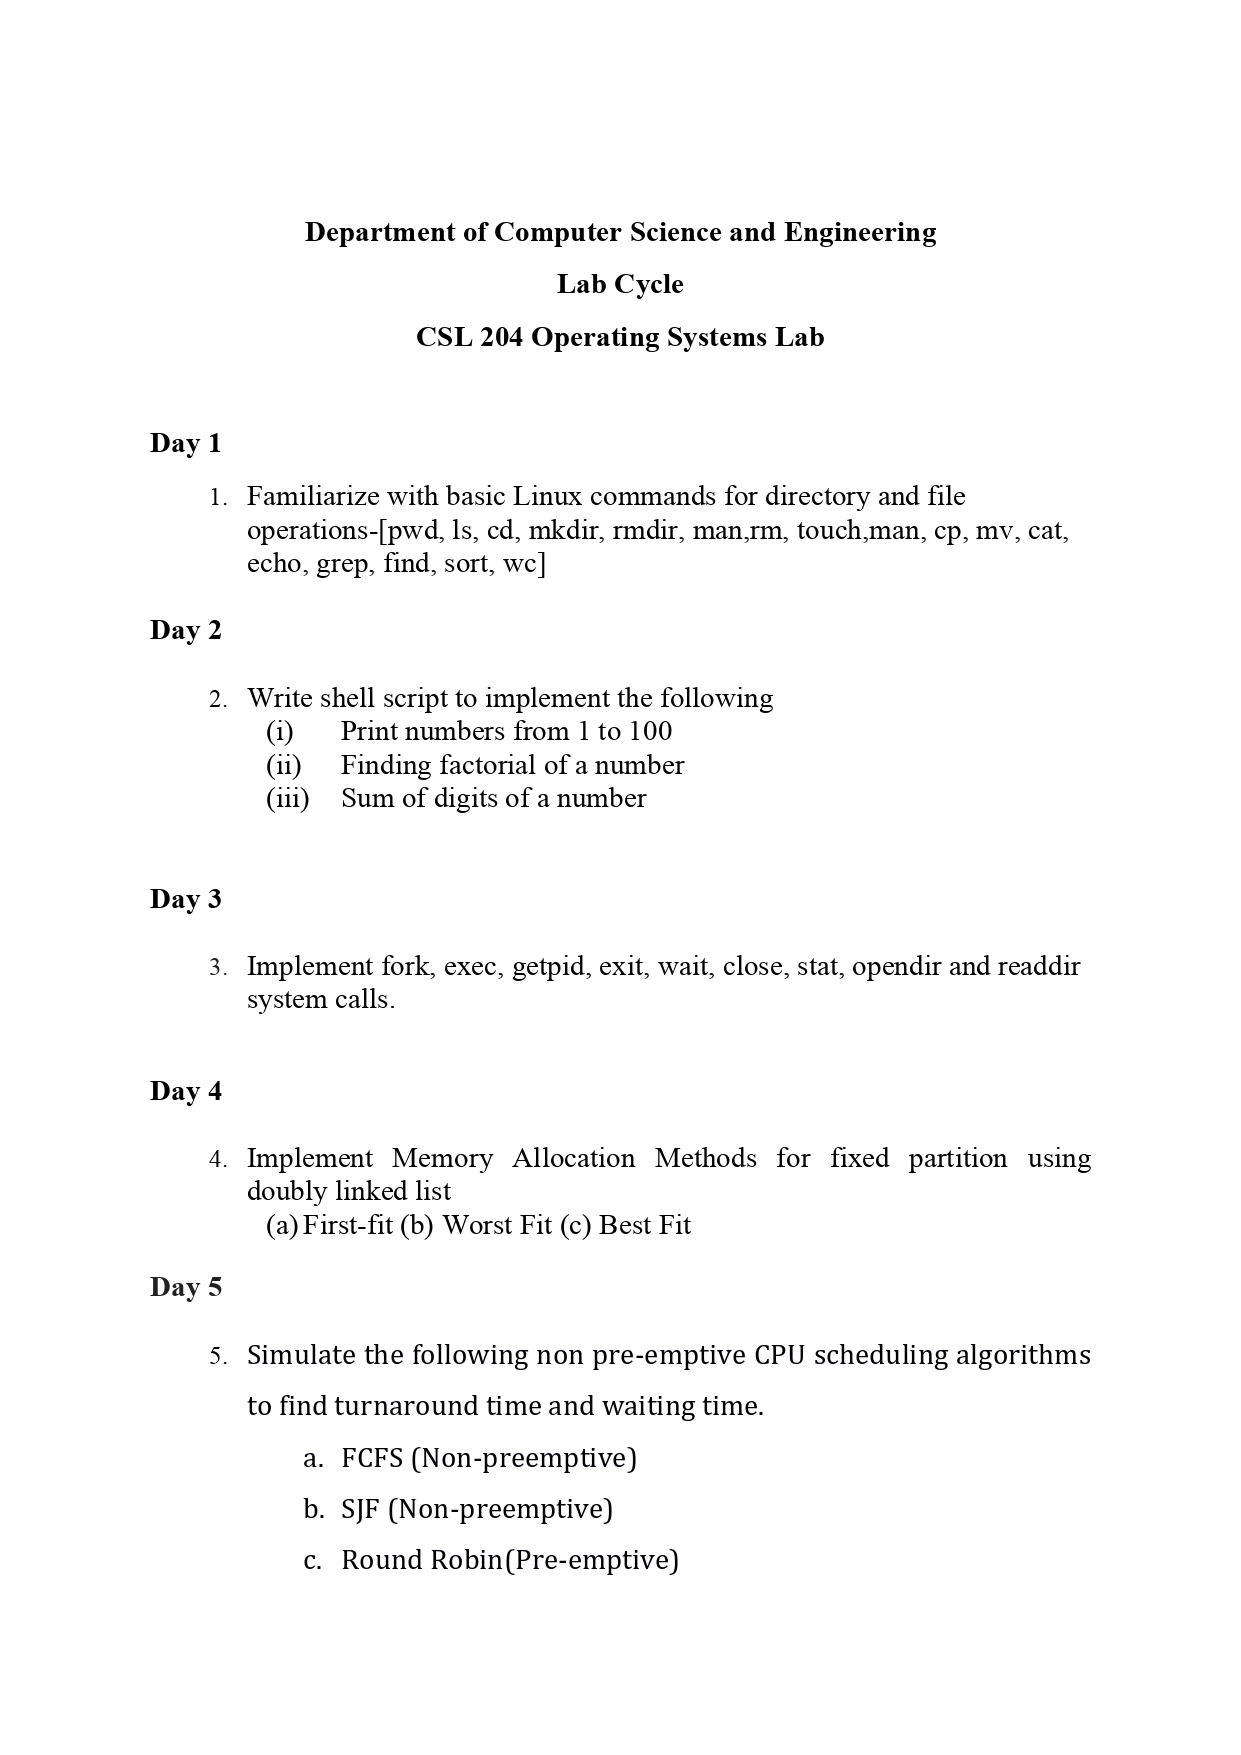 Department of Computer Science and Engineering
Lab Cycle
CSL 204 Operating Systems Lab
Day 1
1. Familiarize with basic Linux commands for directory and file
operations-[pwd, ls, cd, mkdir, rmdir, man,rm, touch,man, cp, mv, cat,
echo, grep, find, sort, wc]
Day 2
2. Write shell script to implement the following
(i) Print numbers from 1 to 100
(ii) Finding factorial of a number
(iii) Sum of digits of a number
Day 3
3. Implement fork, exec, getpid, exit, wait, close, stat, opendir and readdir
system calls.
Day 4
4. Implement Memory Allocation Methods for fixed partition using
doubly linked list
(a) First-fit (b) Worst Fit (c) Best Fit
Day 5
5. Simulate the following non pre-emptive CPU scheduling algorithms
to find turnaround time and waiting time.
a. FCFS (Non-preemptive)
b. SJF (Non-preemptive)
c. Round Robin(Pre-emptive)